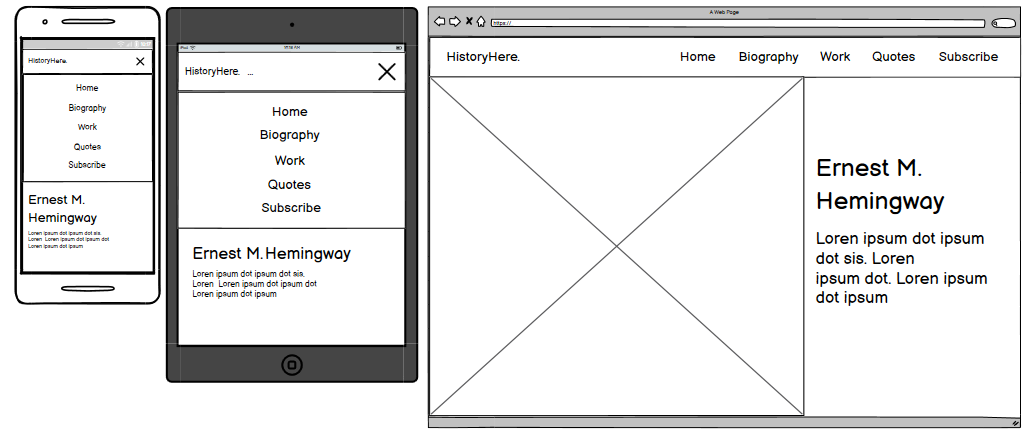 HistoryHere.
Home
Biography
Work
Quotes
Subscribe
Ernest M.
Hemingway
Loren ipsum dot ipsum dot sis.
Loren Loren ipsum dot ipsum dot
Loren ipsum dot ipsum
iPad
11:16 AM
HistoryHere. ...
Home
Biography
Work
Quotes
Subscribe
Ernest M. Hemingway
Loren ipsum dot ipsum dot sis.
Loren Loren ipsum dot ipsum dot
Loren ipsum dot ipsum
A Web Page
https://
HistoryHere. Home Biography Work Quotes Subscribe
Ernest M.
Hemingway
Loren ipsum dot ipsum
dot sis. Loren
ipsum dot. Loren ipsum
dot ipsum